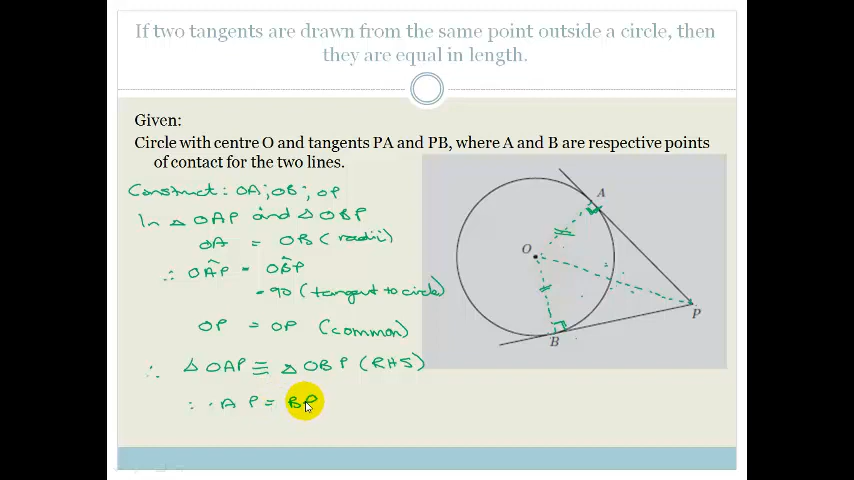 If two tangents are drawn from the same point outside a circle, then
they are equal in length.
Given:
Circle with centre O and tangents PA and PB, where A and B are respective points
of contact for the two lines.
Construct: OA; OB; OP
In △ OAP and △ OBP
OA = OB (radii)
∴ OÂP = OB̂P
= 90 (tangent to circle)
OP = OP (common)
∴ △ OAP ≡ △ OBP (RHS)
∴ AP = BP
A
O
P
B